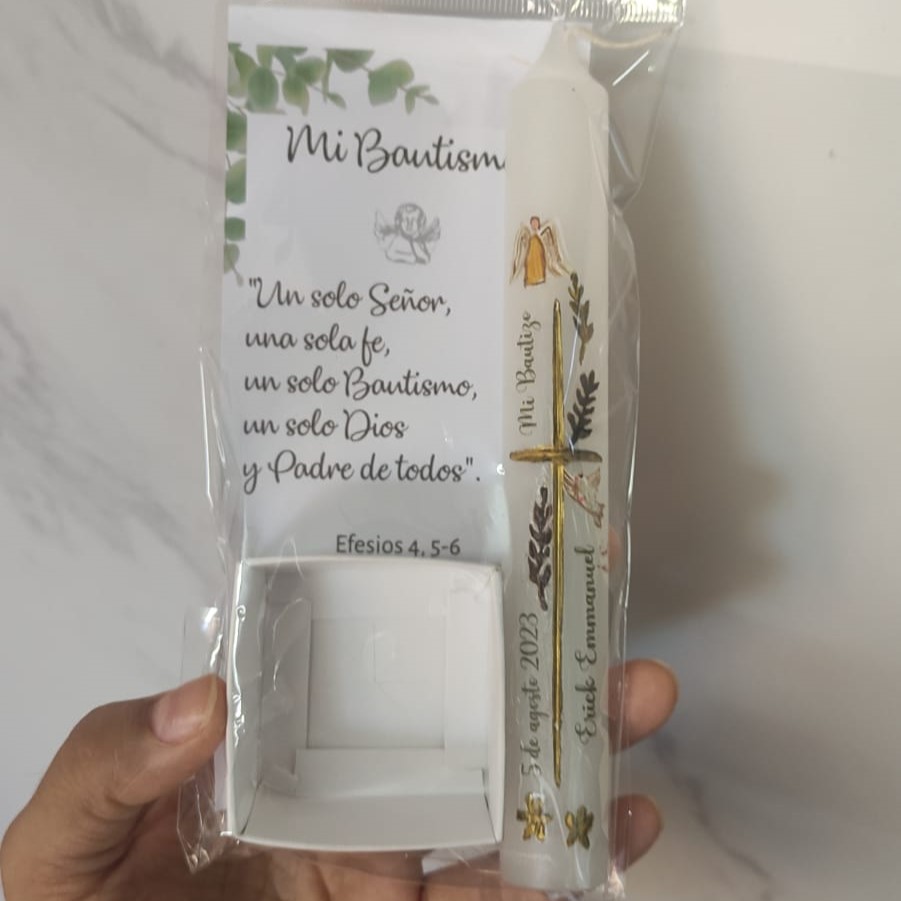 Mi Bautism
"Un solo Señor,
una sola fe,
un solo Bautismo,
un solo Dios
y Padre de todos".
Efesios 4, 5-6
Mi Bautizo
5 de agosto 2023
Erick Emmanuel